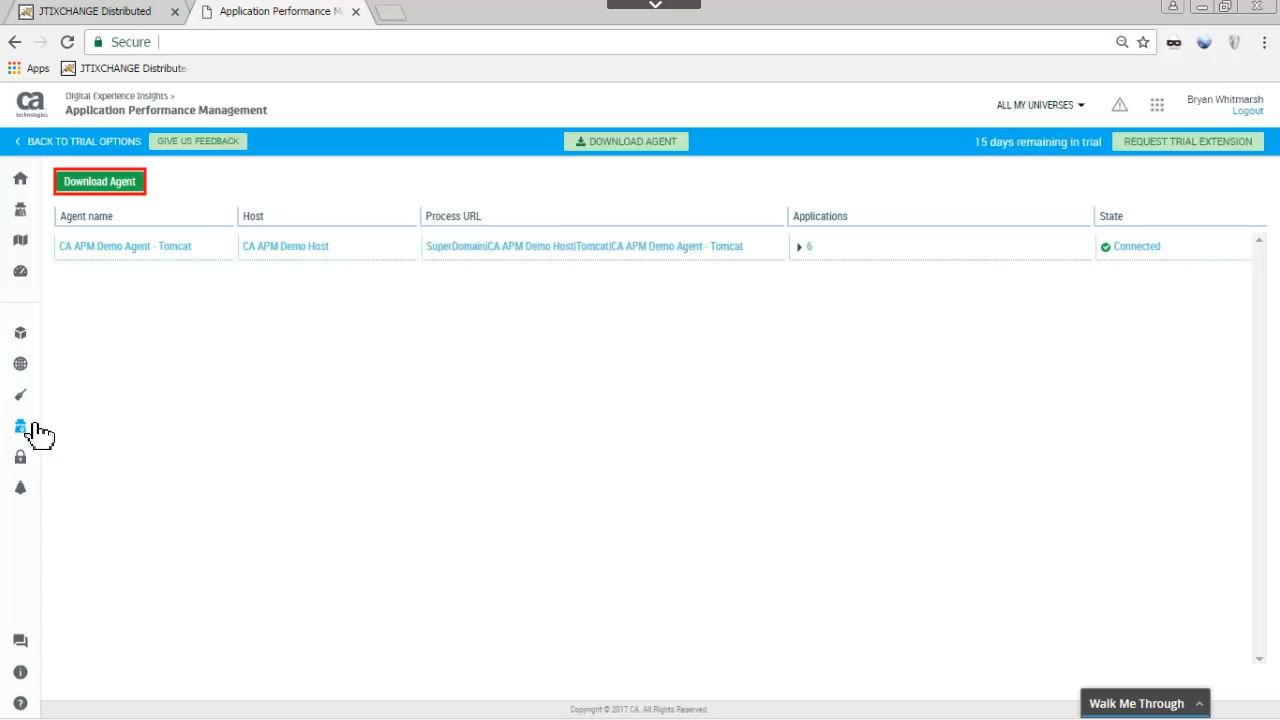 JTIXCHANGE Distributed
Application Performance M
Secure
Apps
JTIXCHANGE Distribute
ca
technologies
Digital Experience Insights >
Application Performance Management
ALL MY UNIVERSES
Bryan Whitmarsh
Logout
BACK TO TRIAL OPTIONS
GIVE US FEEDBACK
DOWNLOAD AGENT
15 days remaining in trial
REQUEST TRIAL EXTENSION
Download Agent
Agent name Host Process URL Applications State
CA APM Demo Agent - Tomcat CA APM Demo Host SuperDomain|CA APM Demo Host|Tomcat|CA APM Demo Agent - Tomcat 6 Connected
Copyright © 2017 CA. All Rights Reserved.
Walk Me Through